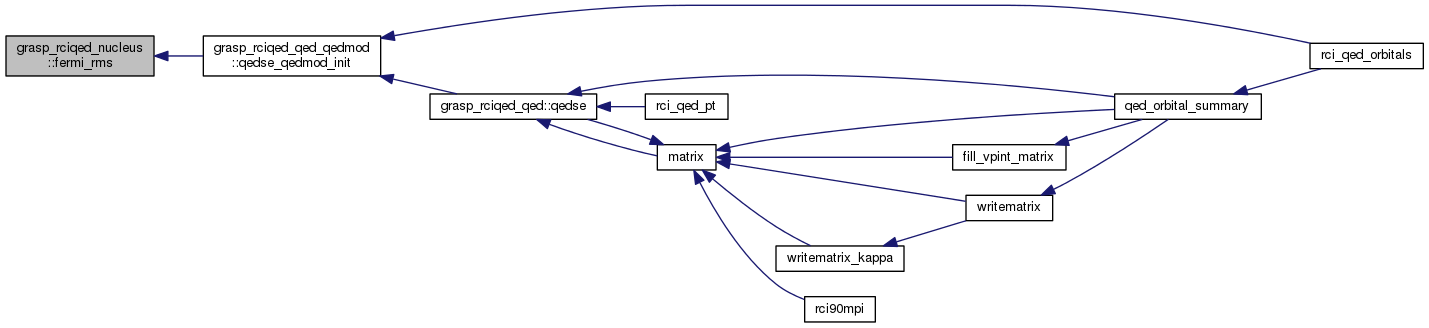 grasp_rciqed_nucleus
::fermi_rms
grasp_rciqed_qed_qedmod
::qedse_qedmod_init
rci_qed_orbitals
grasp_rciqed_qed::qedse
rci_qed_pt
qed_orbital_summary
matrix
fill_vpint_matrix
writematrix
writematrix_kappa
rci90mpi